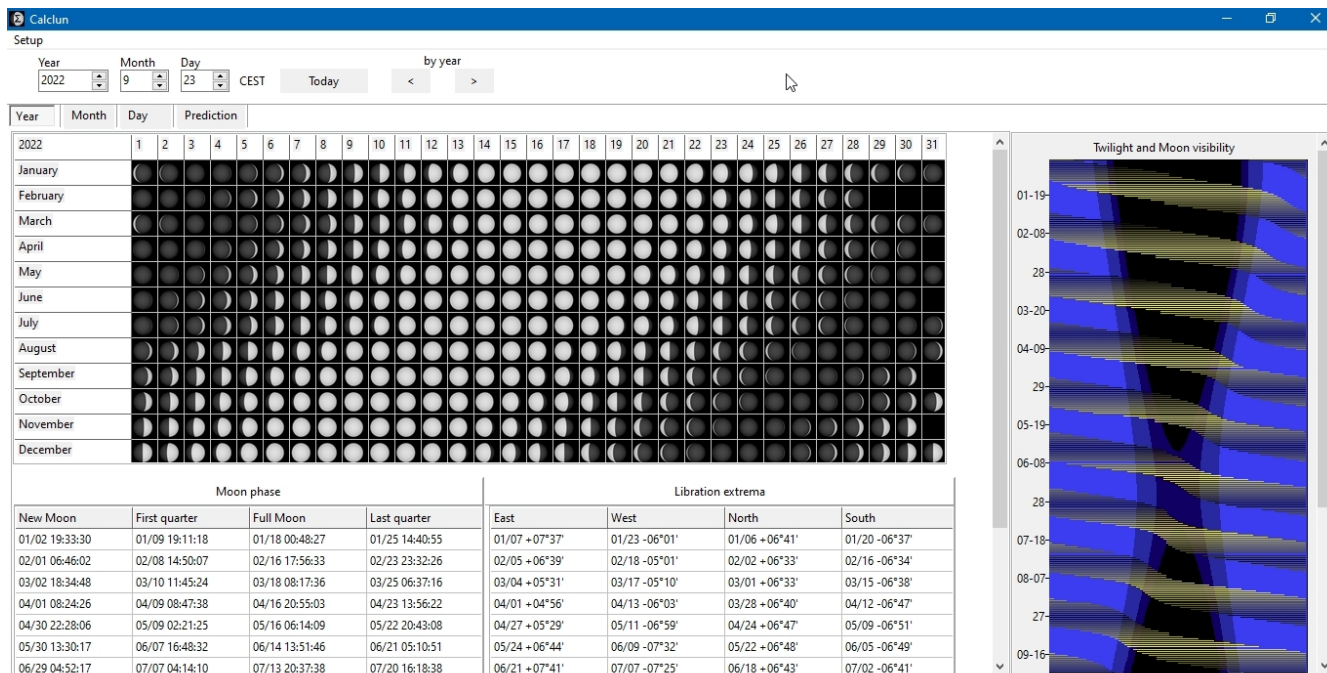 Calclun
Setup
Year Month Day by year
2022 9 23 CEST Today < >
Year Month Day Prediction
2022 1 2 3 4 5 6 7 8 9 10 11 12 13 14 15 16 17 18 19 20 21 22 23 24 25 26 27 28 29 30 31
January
February
March
April
May
June
July
August
September
October
November
December
Moon phase Libration extrema
New Moon First quarter Full Moon Last quarter East West North South
01/02 19:33:30 01/09 19:11:18 01/18 00:48:27 01/25 14:40:55 01/07 +07°37' 01/23 -06°01' 01/06 +06°41' 01/20 -06°37'
02/01 06:46:02 02/08 14:50:07 02/16 17:56:33 02/23 23:32:26 02/05 +06°39' 02/18 -05°01' 02/02 +06°33' 02/16 -06°34'
03/02 18:34:48 03/10 11:45:24 03/18 08:17:36 03/25 06:37:16 03/04 +05°31' 03/17 -05°10' 03/01 +06°33' 03/15 -06°38'
04/01 08:24:26 04/09 08:47:38 04/16 20:55:03 04/23 13:56:22 04/01 +04°56' 04/13 -06°03' 03/28 +06°40' 04/12 -06°47'
04/30 22:28:06 05/09 02:21:25 05/16 06:14:09 05/22 20:43:08 04/27 +05°29' 05/11 -06°59' 04/24 +06°47' 05/09 -06°51'
05/30 13:30:17 06/07 16:48:32 06/14 13:51:46 06/21 05:10:51 05/24 +06°44' 06/09 -07°32' 05/22 +06°48' 06/05 -06°49'
06/29 04:52:17 07/07 04:14:10 07/13 20:37:38 07/20 16:18:38 06/21 +07°41' 07/07 -07°25' 06/18 +06°43' 07/02 -06°41'
Twilight and Moon visibility
01-19
02-08
28
03-20
04-09
29
05-19
06-08
28
07-18
08-07
27
09-16